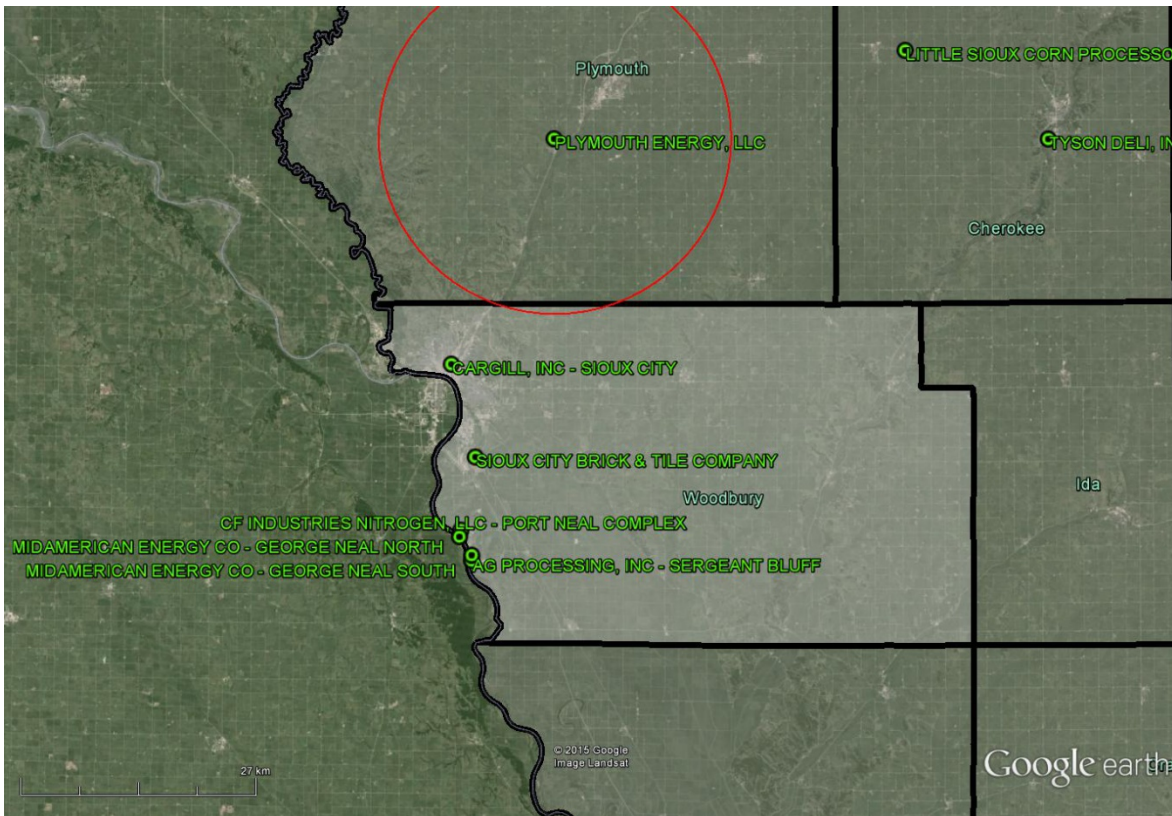 LITTLE SIOUX CORN PROCESSO
Plymouth
PLYMOUTH ENERGY, LLC
TYSON DELI, IN
Cherokee
CARGILL, INC - SIOUX CITY
SIOUX CITY BRICK & TILE COMPANY
Ida
Woodbury
CF INDUSTRIES NITROGEN, LLC - PORT NEAL COMPLEX
MIDAMERICAN ENERGY CO - GEORGE NEAL NORTH
AG PROCESSING, INC - SERGEANT BLUFF
MIDAMERICAN ENERGY CO - GEORGE NEAL SOUTH
© 2015 Google
Image Landsat
27 km
Google earth